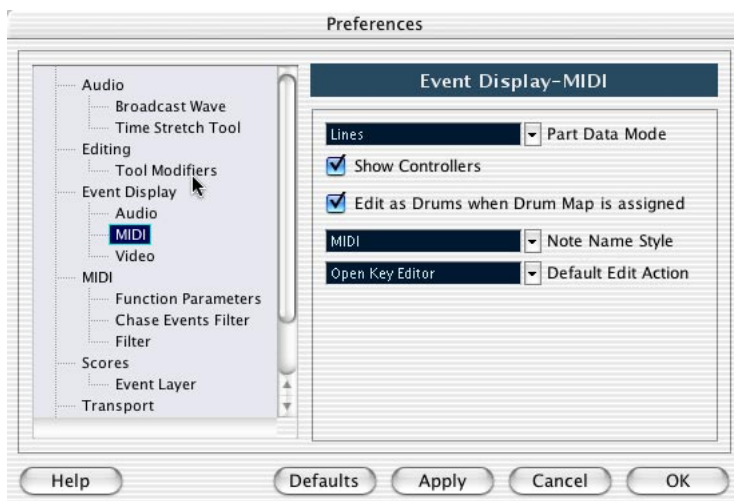 Preferences
Audio
Broadcast Wave
Time Stretch Tool
Editing
Tool Modifiers
Event Display
Audio
MIDI
Video
MIDI
Function Parameters
Chase Events Filter
Filter
Scores
Event Layer
Transport
Event Display-MIDI
Lines Part Data Mode
Show Controllers
Edit as Drums when Drum Map is assigned
MIDI Note Name Style
Open Key Editor Default Edit Action
Help Defaults Apply Cancel OK